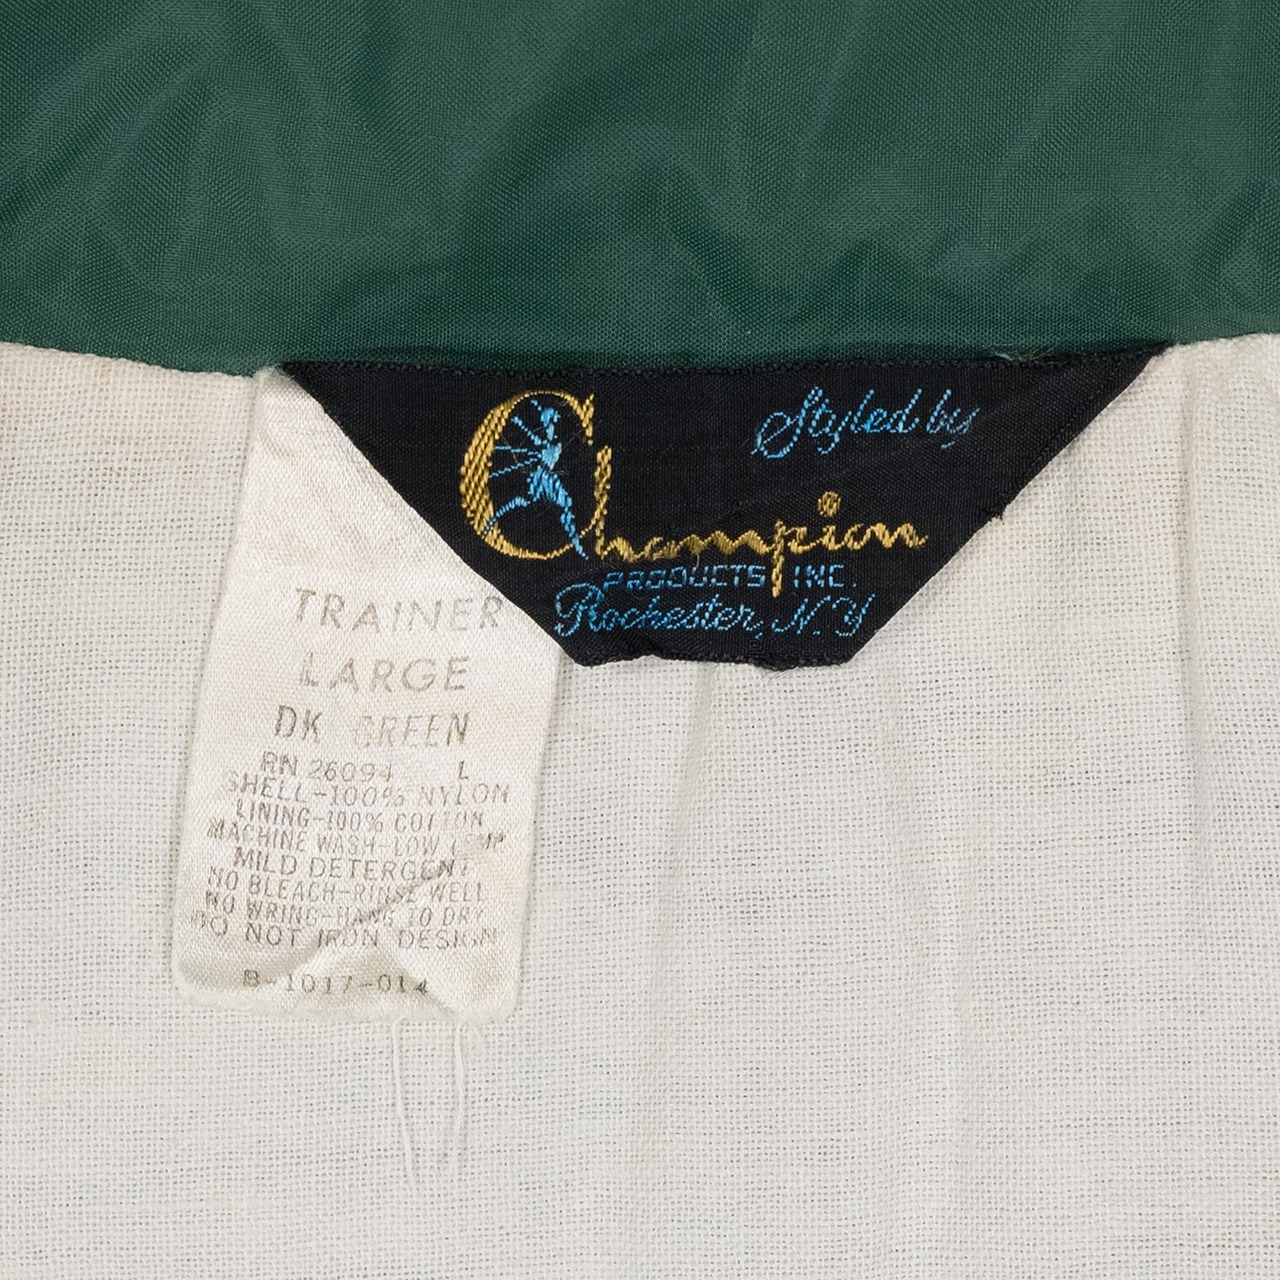 Styled by
Champion
PRODUCTS INC.
Rochester, N.Y.
TRAINER
LARGE
DK GREEN
RN 26094 L
SHELL-100% NYLON
LINING-100% COTTON
MACHINE WASH-LOW TEMP
MILD DETERGENT
NO BLEACH-RINSE WELL
NO WRING-HANG TO DRY
DO NOT IRON DESIGN
B-1017-014